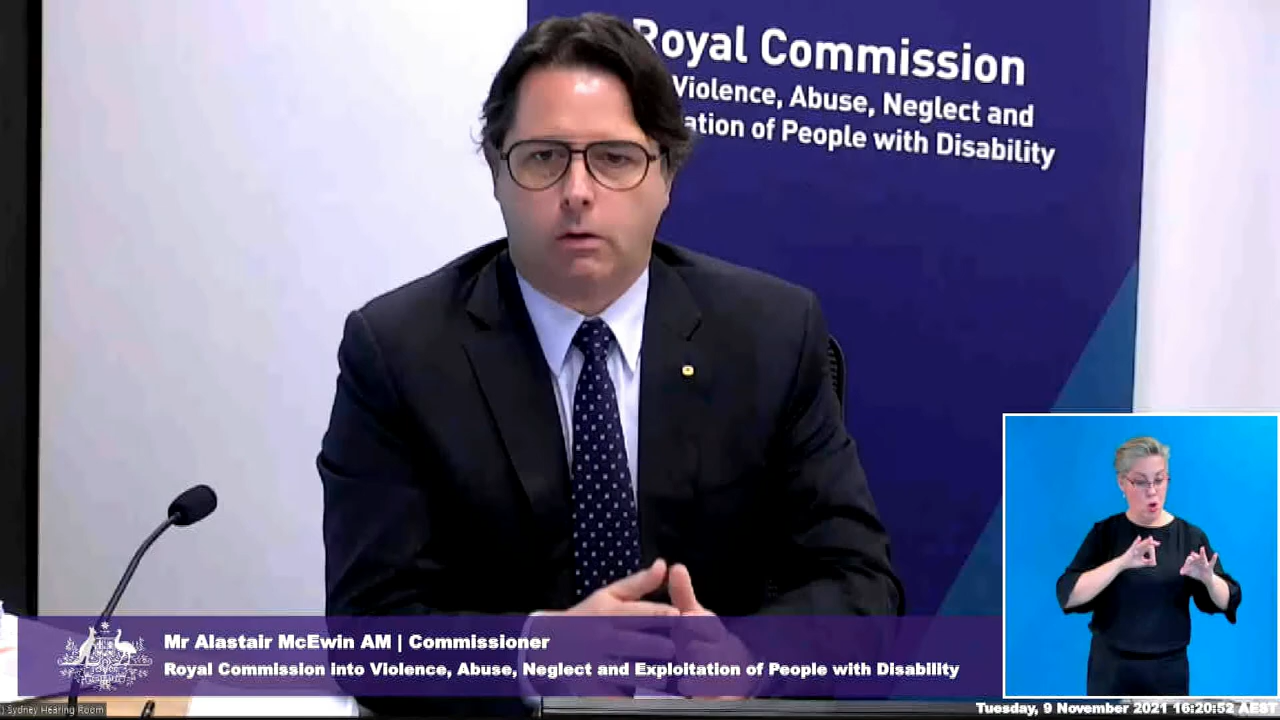 Royal Commission
Violence, Abuse, Neglect and
ation of People with Disability
Mr Alastair McEwin AM | Commissioner
Royal Commission into Violence, Abuse, Neglect and Exploitation of People with Disability
Sydney Hearing Room
Tuesday, 9 November 2021 16:20:52 AEST